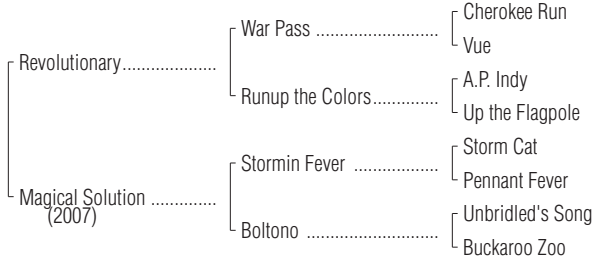 Cherokee Run
War Pass ..........................
Vue
Revolutionary....................
A.P. Indy
Runup the Colors..............
Up the Flagpole
Storm Cat
Stormin Fever ..................
Pennant Fever
Magical Solution ..............
(2007)
Unbridled's Song
Boltono ............................
Buckaroo Zoo